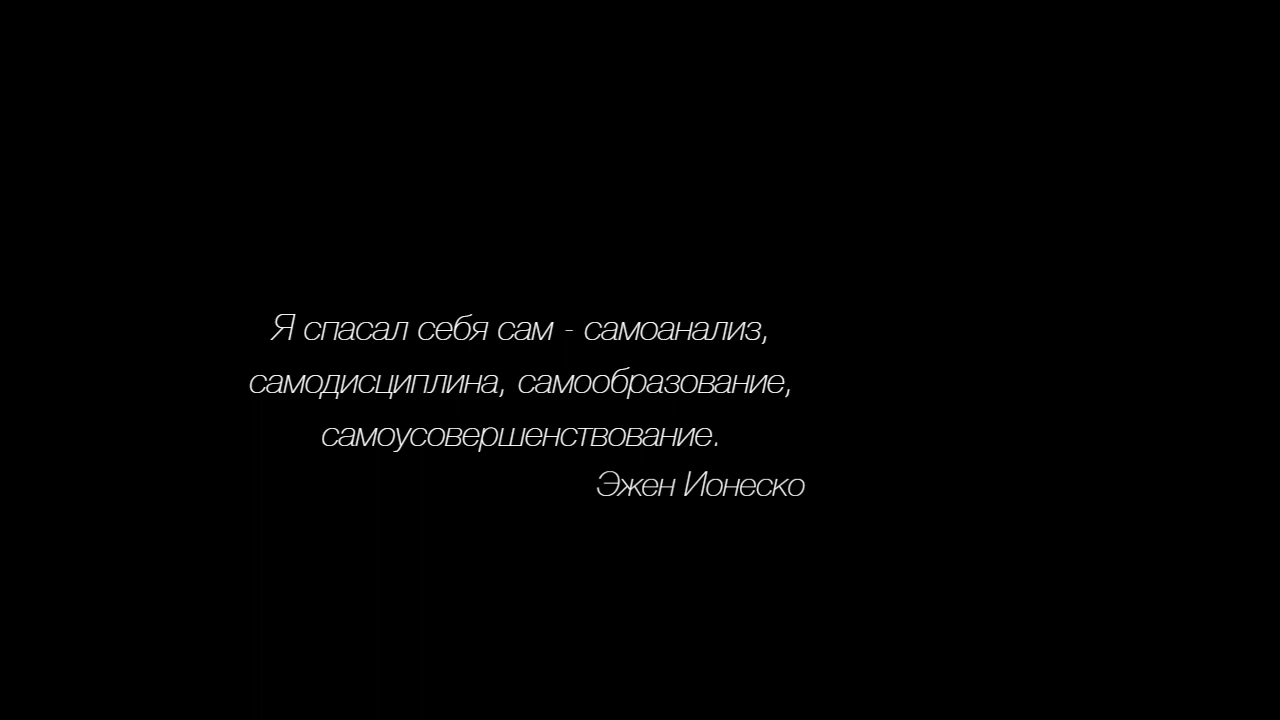 Я спасал себя сам - самоанализ,
самодисциплина, самообразование,
самоусовершенствование.
Эжен Ионеско